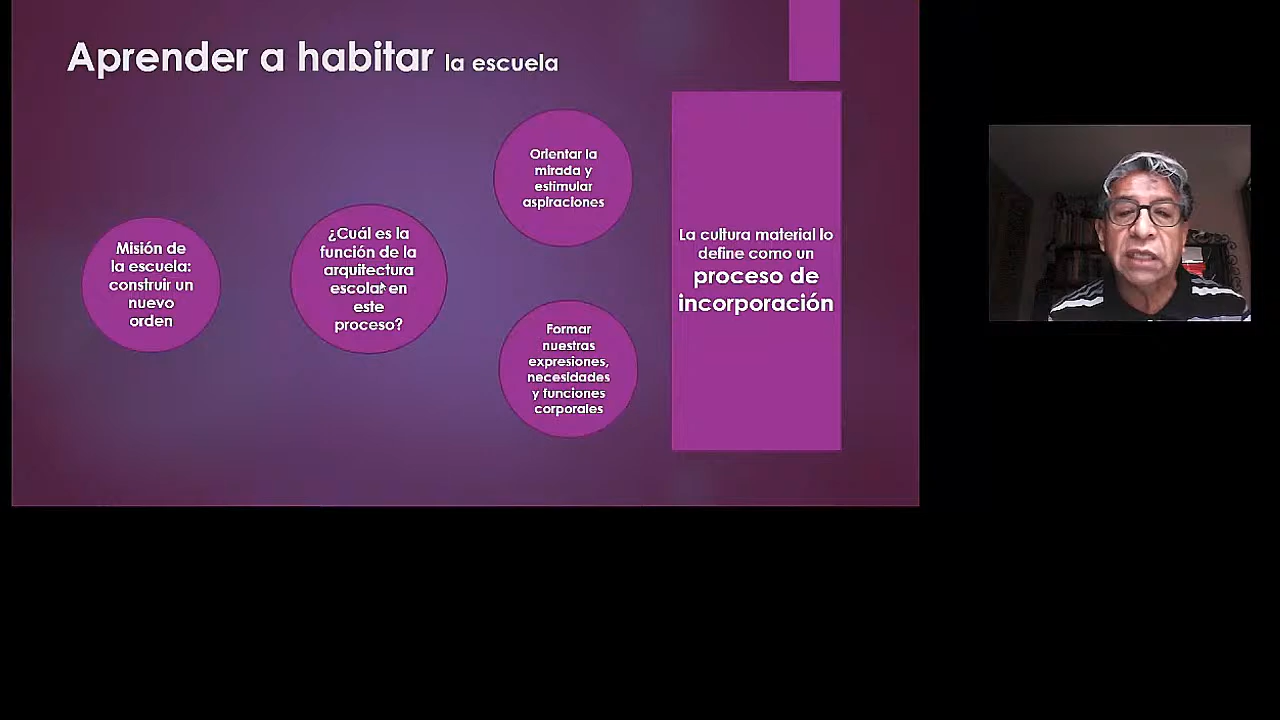 Aprender a habitar la escuela
Misión de
la escuela:
construir un
nuevo
orden
¿Cuál es la
función de la
arquitectura
escolar en
este
proceso?
Orientar la
mirada y
estimular
aspiraciones
Formar
nuestras
expresiones,
necesidades
y funciones
corporales
La cultura material lo
define como un
proceso de
incorporación